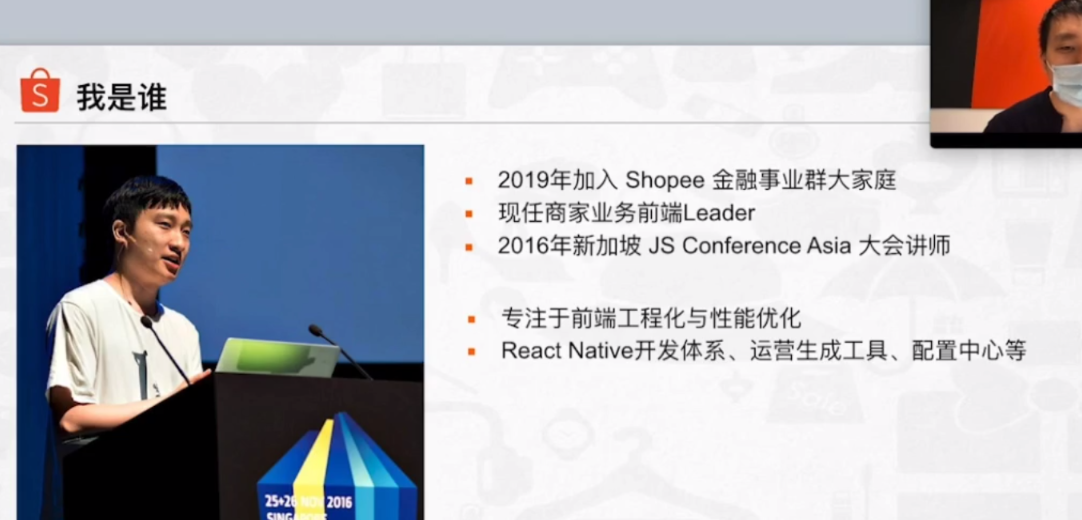 S
我是谁
2019年加入 Shopee 金融事业群大家庭
现任商家业务前端Leader
2016年新加坡 JS Conference Asia 大会讲师
专注于前端工程化与性能优化
React Native开发体系、运营生成工具、配置中心等
25+26 NOV 2016
SINGAPORE
Sale